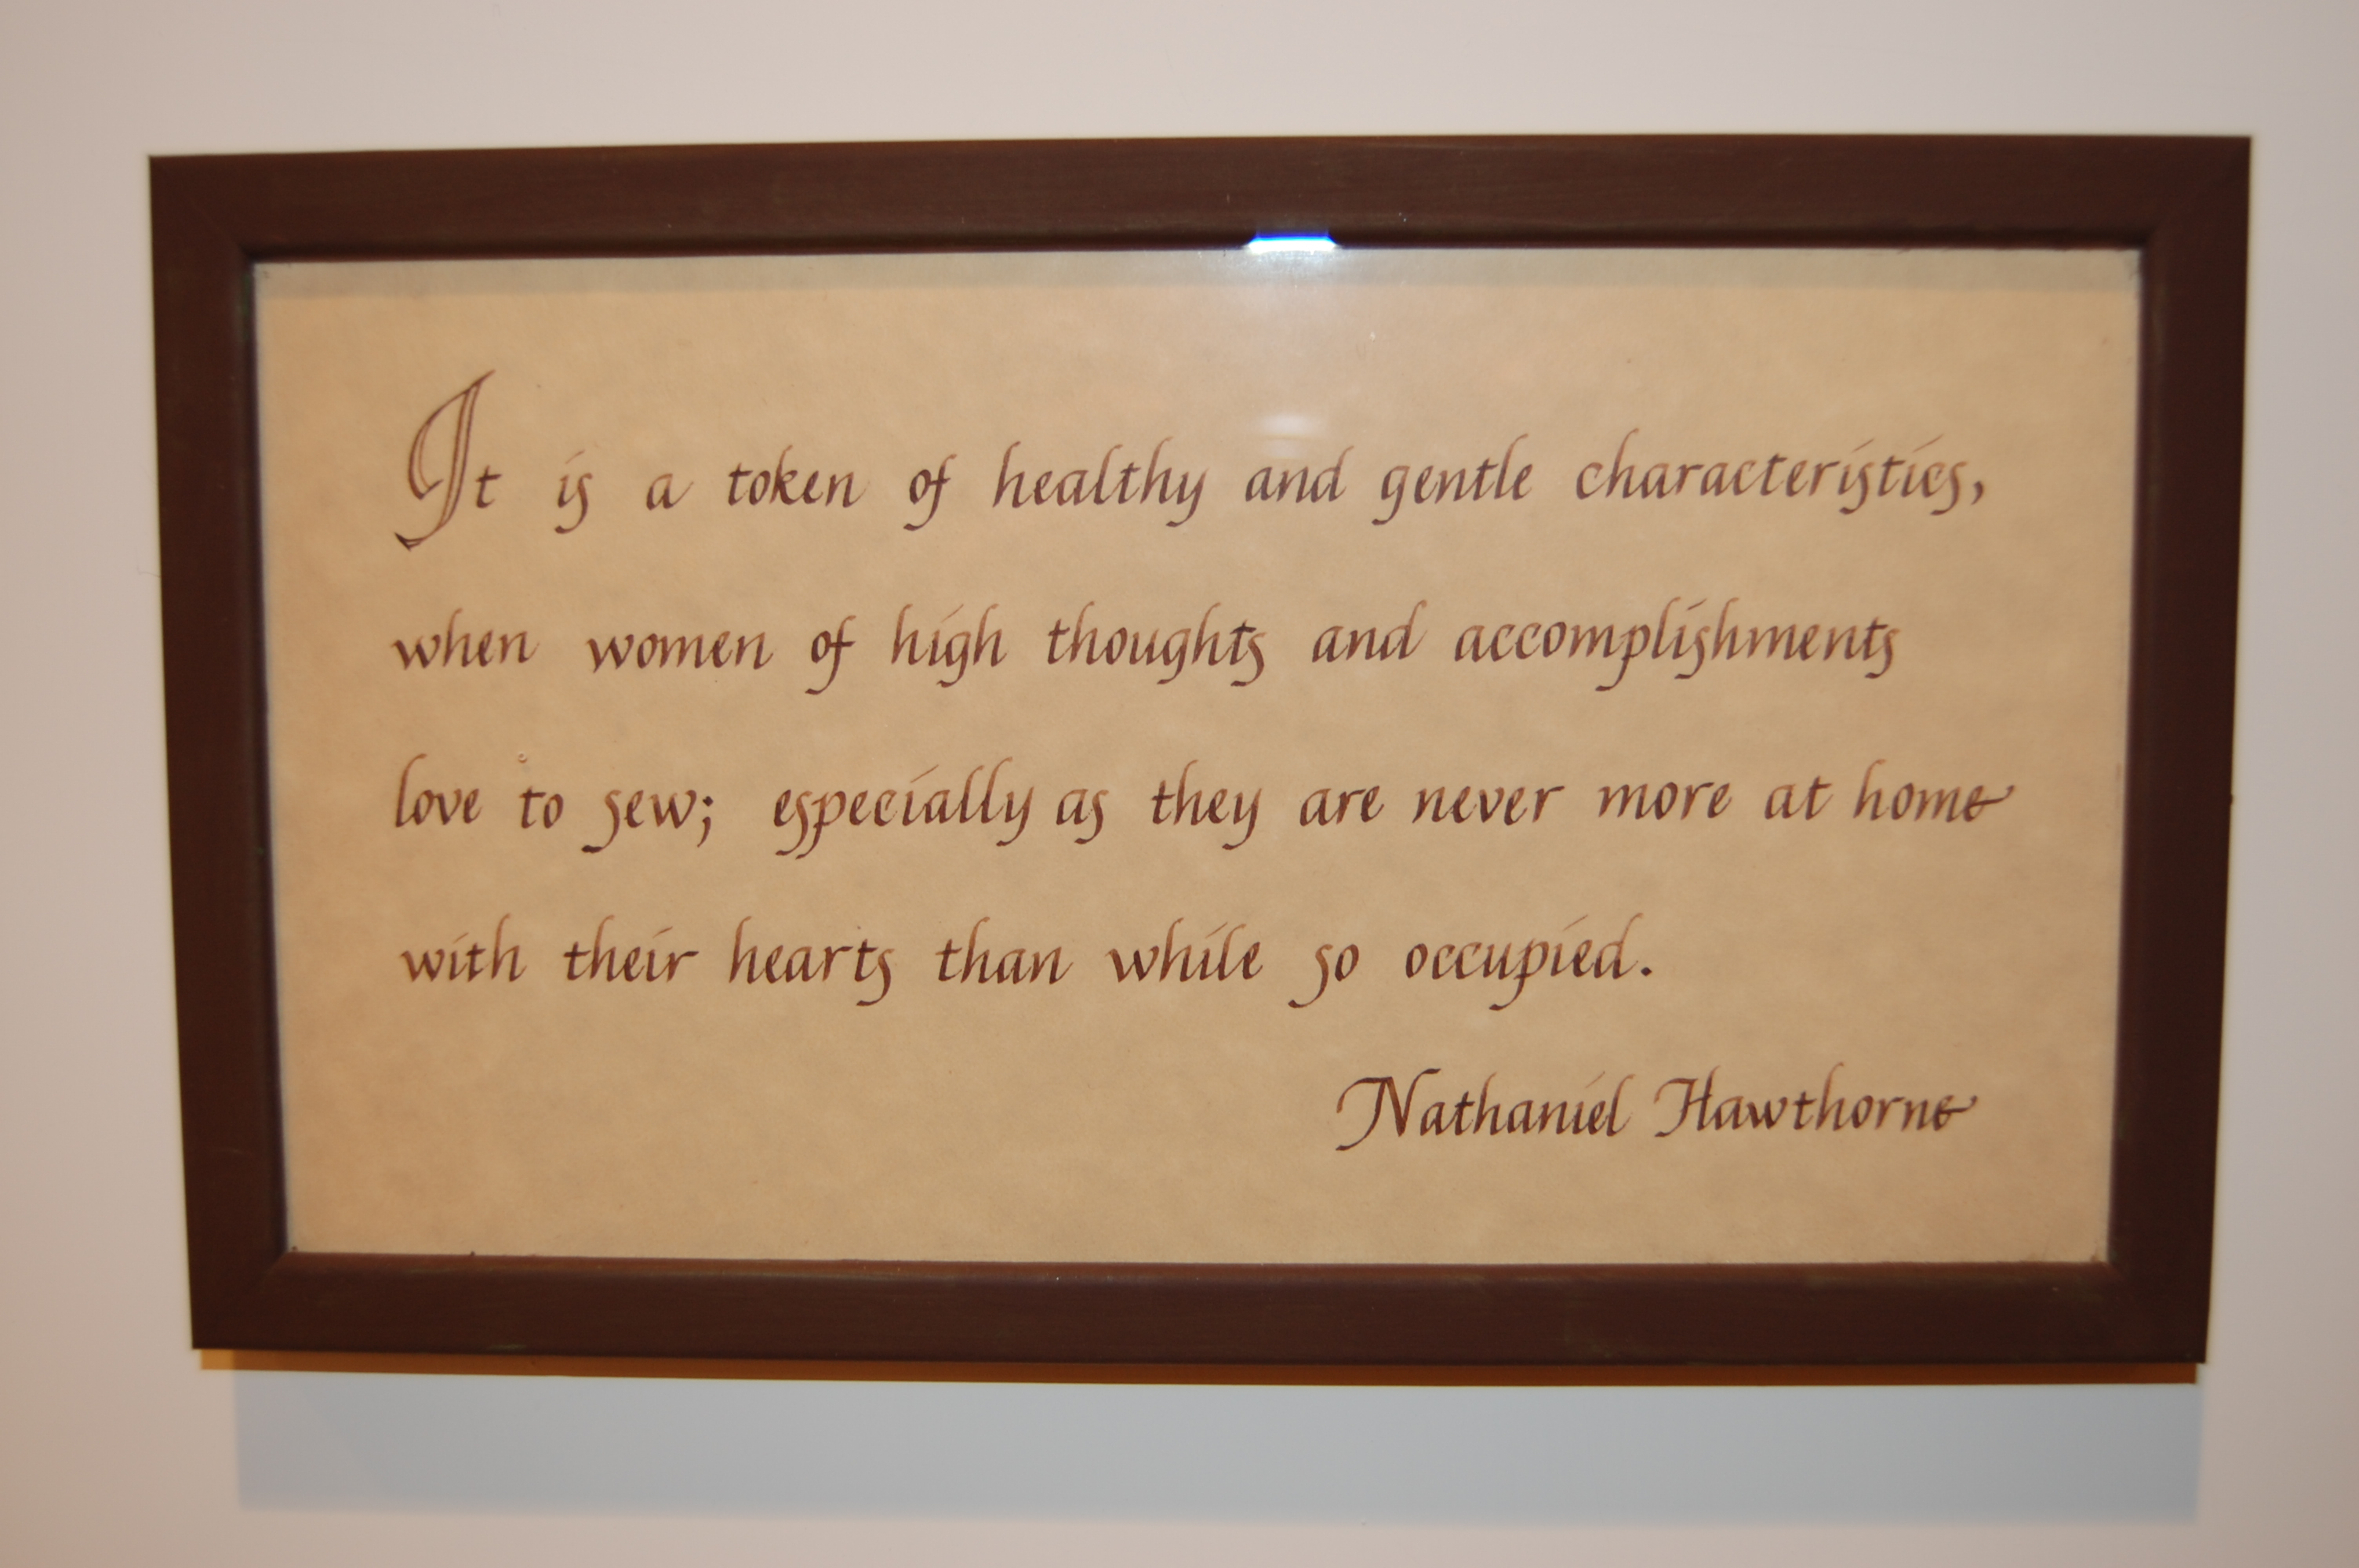 It is a token of healthy and gentle characteristics,
when women of high thoughts and accomplishments
love to sew; especially as they are never more at home
with their hearts than while so occupied.
Nathaniel Hawthorne